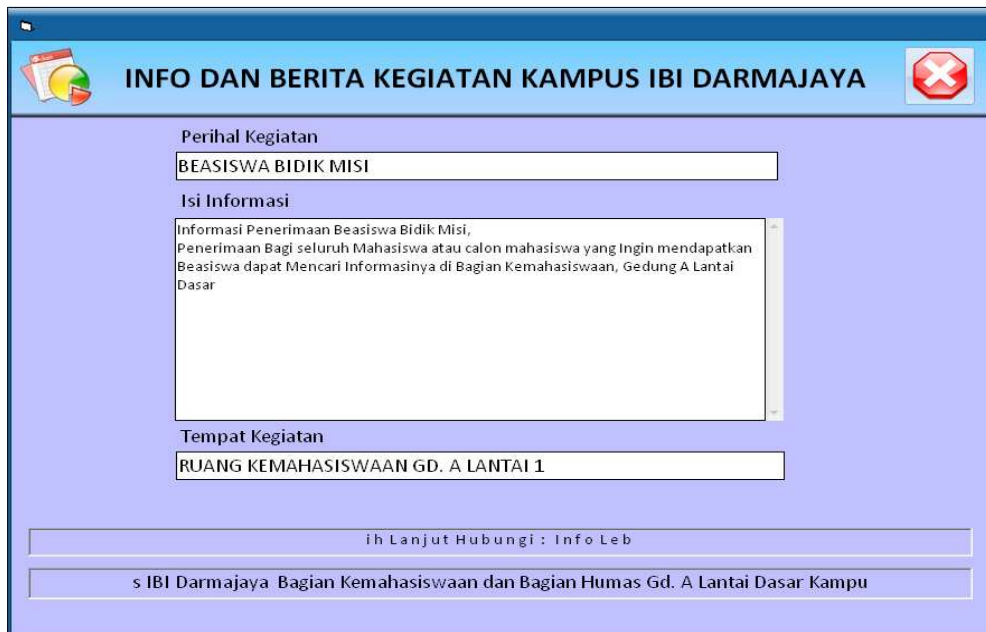 INFO DAN BERITA KEGIATAN KAMPUS IBI DARMAJAYA
Perihal Kegiatan
BEASISWA BIDIK MISI
Isi Informasi
Informasi Penerimaan Beasiswa Bidik Misi,
Penerimaan Bagi seluruh Mahasiswa atau calon mahasiswa yang Ingin mendapatkan
Beasiswa dapat Mencari Informasinya di Bagian Kemahasiswaan, Gedung A Lantai
Dasar
Tempat Kegiatan
RUANG KEMAHASISWAAN GD. A LANTAI 1
ih Lanjut Hubungi : Info Leb
s IBI Darmajaya Bagian Kemahasiswaan dan Bagian Humas Gd. A Lantai Dasar Kampu